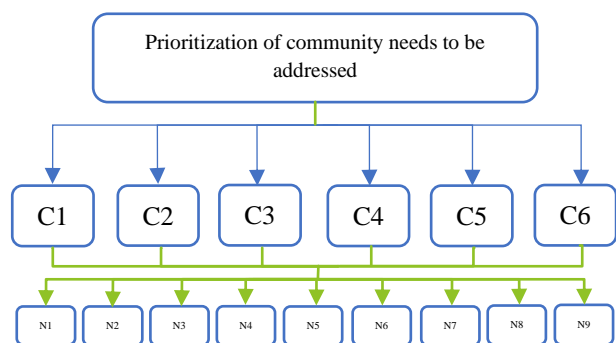 Prioritization of community needs to be
addressed
C1 C2 C3 C4 C5 C6
N1 N2 N3 N4 N5 N6 N7 N8 N9